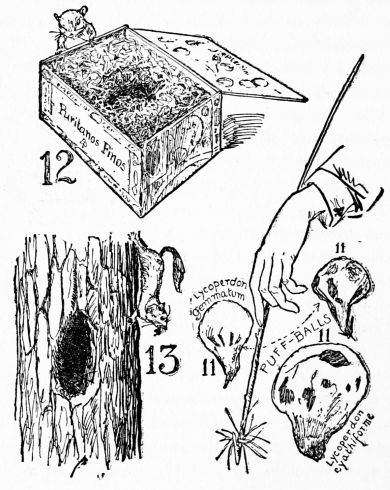 Puritanos Finos
12
13
Lycoperdon
Gemmatum
11
PUFF-BALLS
11
11
Lycoperdon
cyathiforme